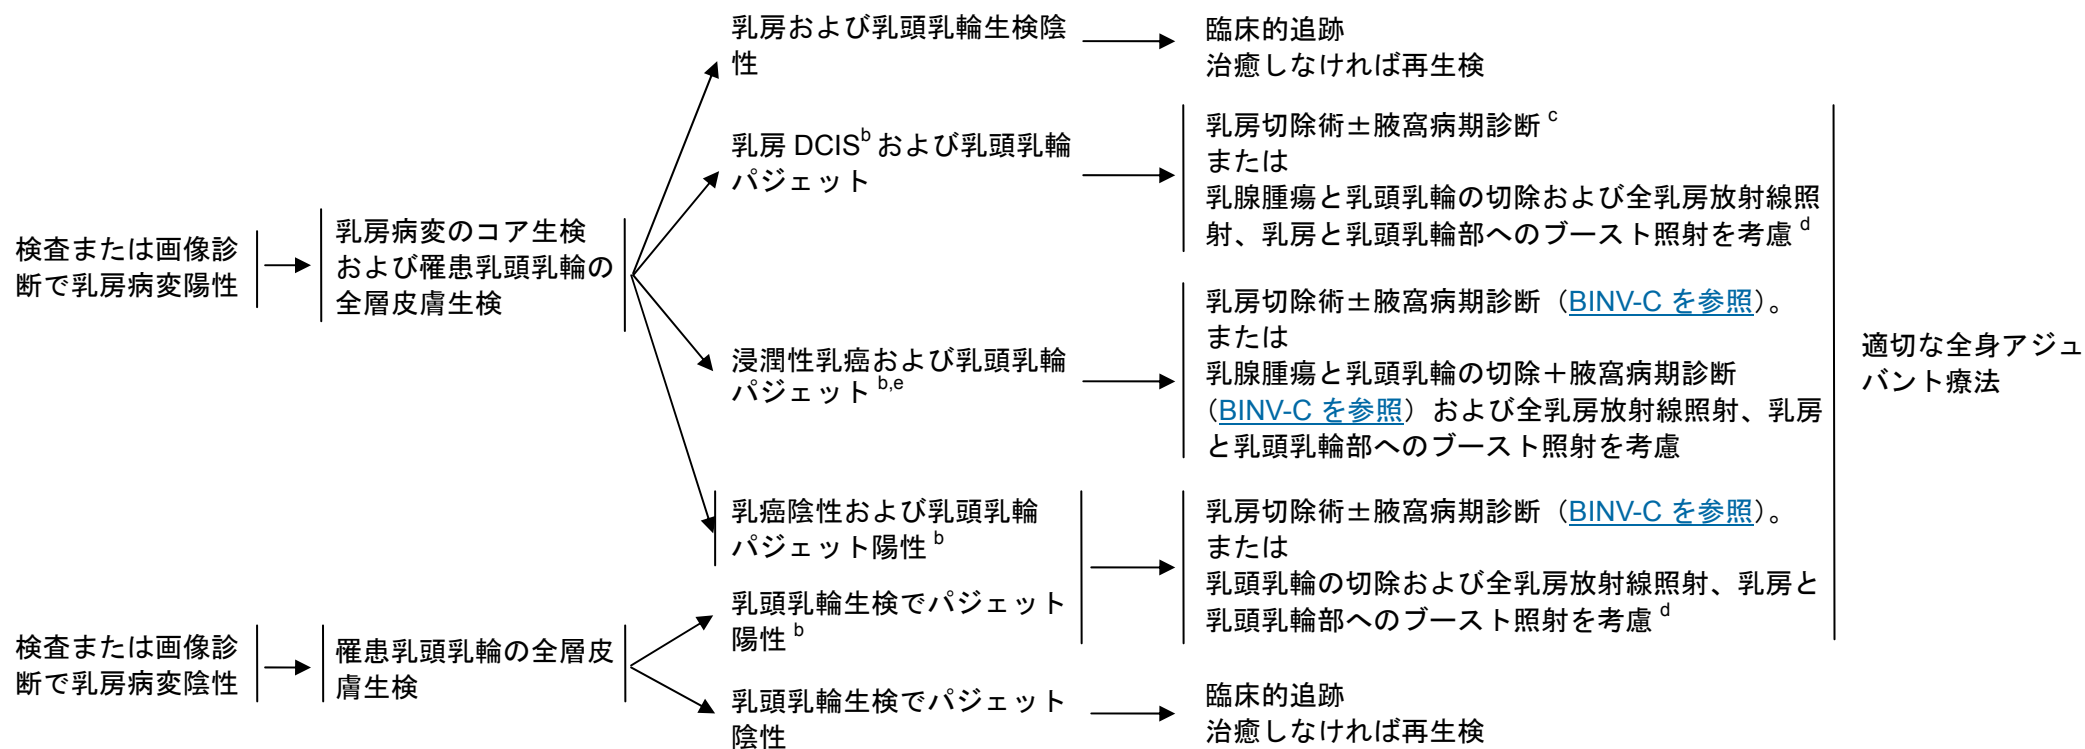 乳房および乳頭乳輪生検陰
性
臨床的追跡
治癒しなければ再生検
乳房 DCISb および乳頭乳輪
パジェット
乳房切除術±腋窩病期診断 c
または
乳腺腫瘍と乳頭乳輪の切除および全乳房放射線照
射、乳房と乳頭乳輪部へのブースト照射を考慮 d
検査または画像診
断で乳房病変陽性
乳房病変のコア生検
および罹患乳頭乳輪の
全層皮膚生検
浸潤性乳癌および乳頭乳輪
パジェット b,e
乳房切除術±腋窩病期診断（BINV-C を参照）。
または
乳腺腫瘍と乳頭乳輪の切除＋腋窩病期診断
（BINV-C を参照）および全乳房放射線照射、乳房
と乳頭乳輪部へのブースト照射を考慮
適切な全身アジュ
バント療法
乳癌陰性および乳頭乳輪
パジェット陽性 b
乳房切除術±腋窩病期診断（BINV-C を参照）。
または
乳頭乳輪の切除および全乳房放射線照射、乳房と
乳頭乳輪部へのブースト照射を考慮 d
検査または画像診
断で乳房病変陰性
罹患乳頭乳輪の全層皮
膚生検
乳頭乳輪生検でパジェット
陽性 b
乳頭乳輪生検でパジェット
陰性
臨床的追跡
治癒しなければ再生検